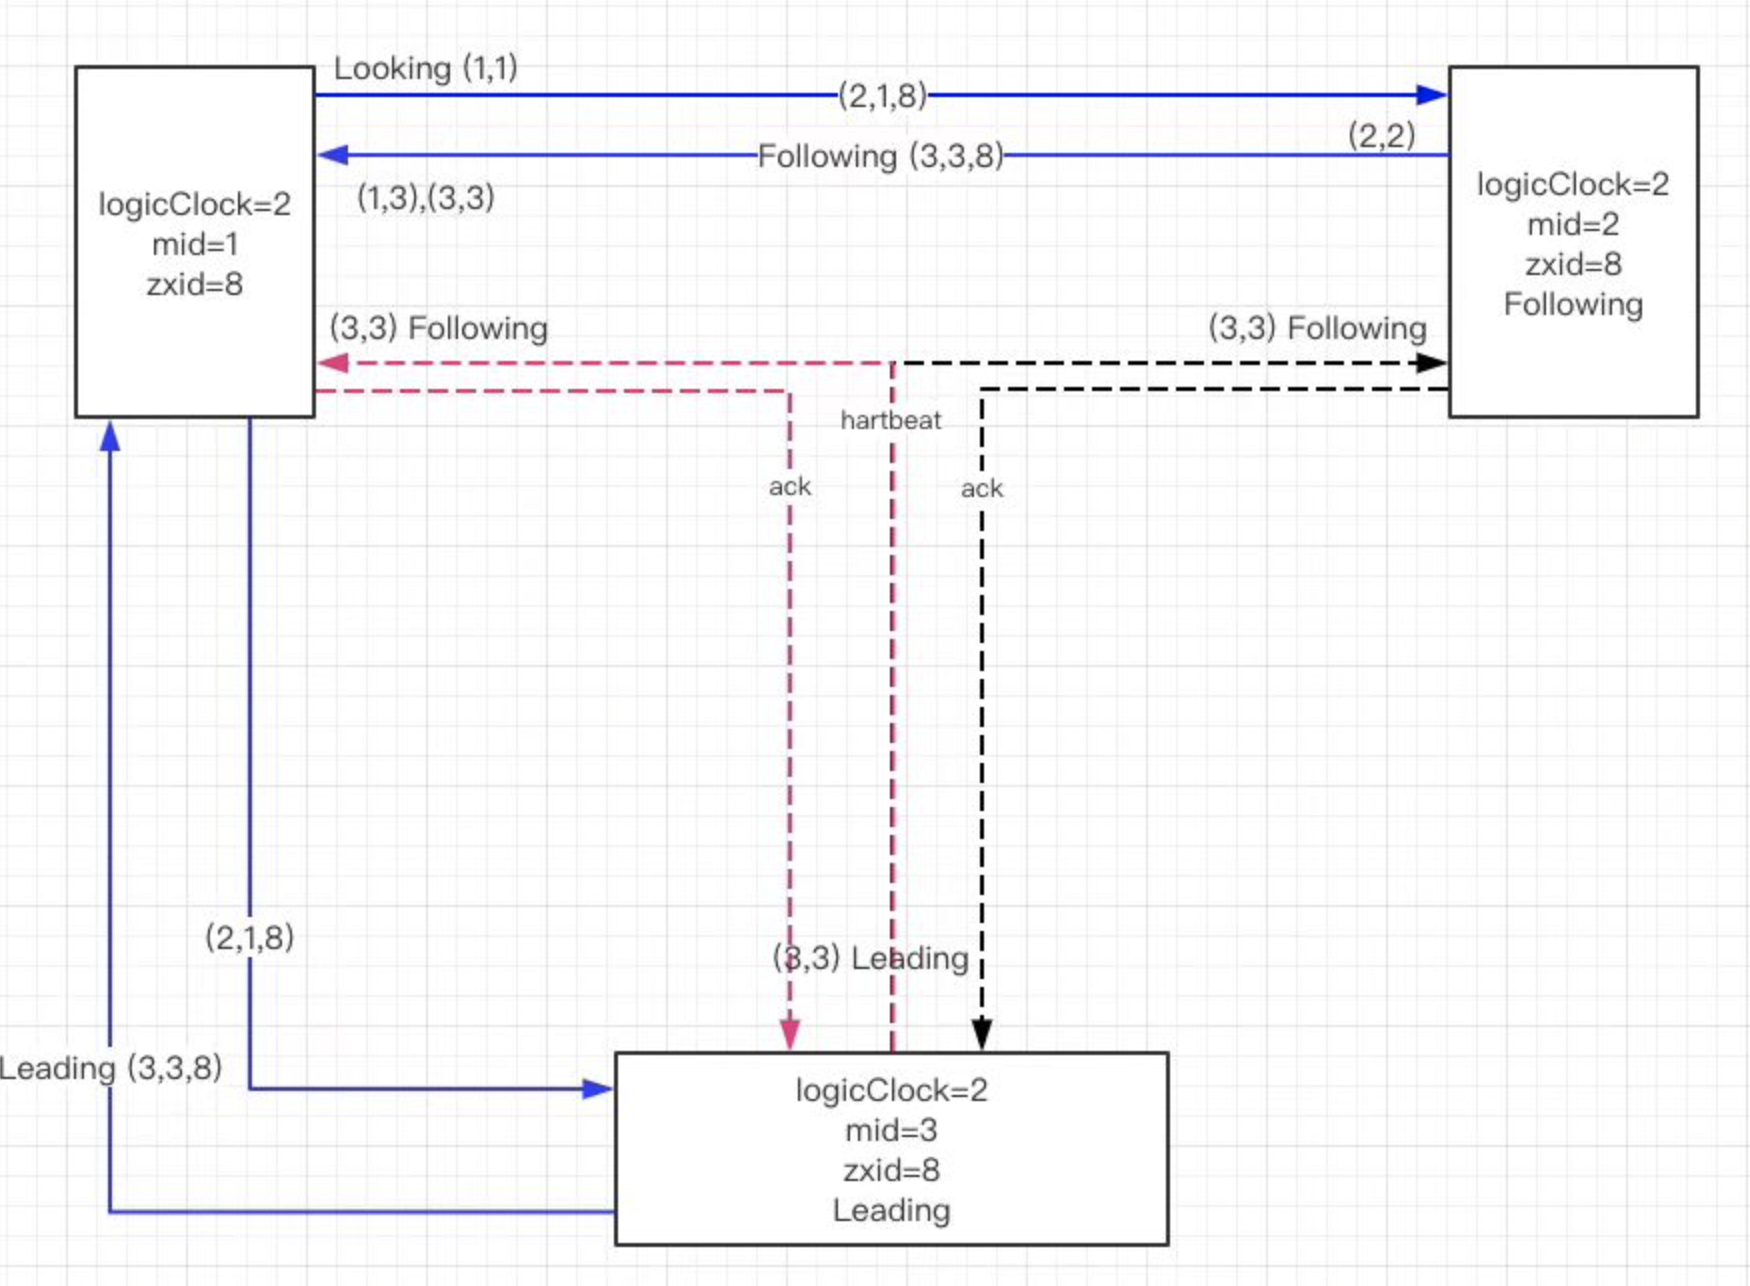 Looking (1,1)
(2,1,8)
(2,2)
Following (3,3,8)
(1,3),(3,3)
logicClock=2
mid=1
zxid=8
logicClock=2
mid=2
zxid=8
Following
(3,3) Following
(3,3) Following
hartbeat
ack
ack
(2,1,8)
(3,3) Leading
Leading (3,3,8)
logicClock=2
mid=3
zxid=8
Leading